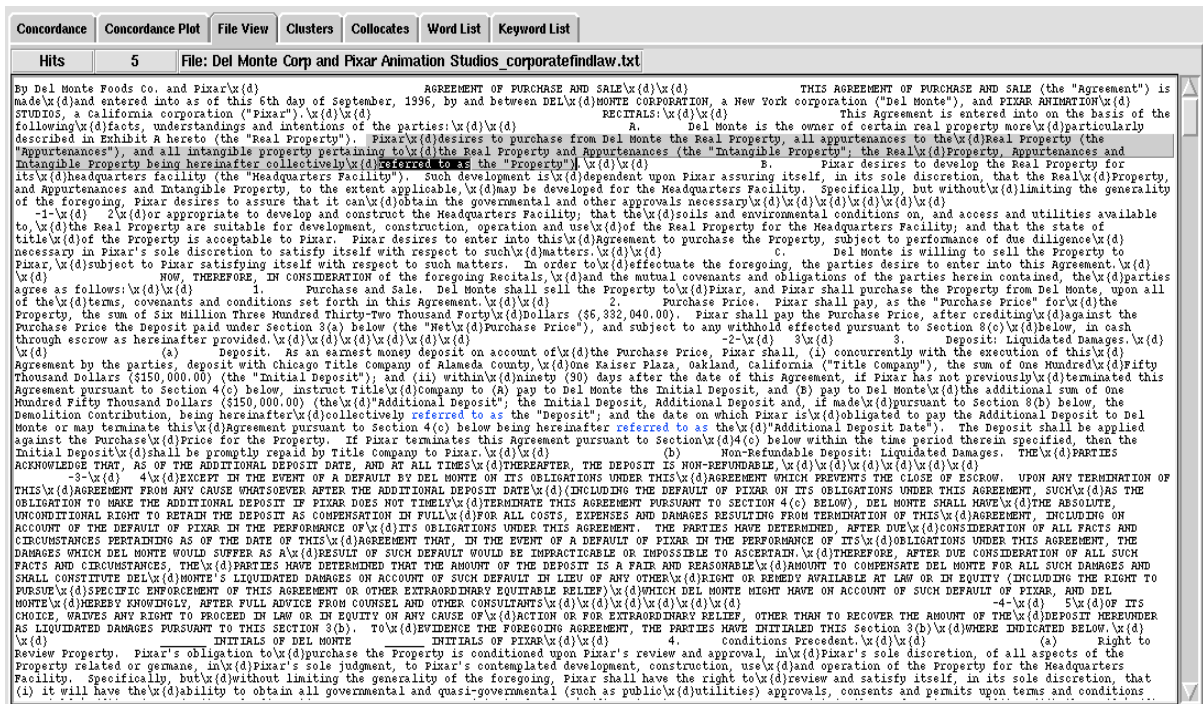 Concordance Concordance Plot File View Clusters Collocates Word List Keyword List
Hits 5 File: Del Monte Corp and Pixar Animation Studios_corporatefindlaw.txt
By Del Monte Foods Co. and Pixar\x{d} AGREEMENT OF PURCHASE AND SALE\x{d}\x{d} THIS AGREEMENT OF PURCHASE AND SALE (the "Agreement") is
made\x{d}and entered into as of this 6th day of September, 1996, by and between DEL\x{d}MONTE CORPORATION, a New York corporation ("Del Monte"), and PIXAR ANIMATION\x{d}
STUDIOS, a California corporation ("Pixar").\x{d}\x{d} RECITALS:\x{d}\x{d} This Agreement is entered into on the basis of the
following\x{d}facts, understandings and intentions of the parties:\x{d}\x{d} A. Del Monte is the owner of certain real property more\x{d}particularly
described in Exhibit A hereto (the "Real Property"). Pixar\x{d}desires to purchase from Del Monte the Real Property, all appurtenances to the\x{d}Real Property (the
"Appurtenances"), and all intangible property pertaining to\x{d}the Real Property and Appurtenances (the "Intangible Property"; the Real\x{d}Property, Appurtenances and
Intangible Property being hereinafter collectively\x{d}referred to as the "Property").\x{d}\x{d} B. Pixar desires to develop the Real Property for
its\x{d}headquarters facility (the "Headquarters Facility"). Such development is\x{d}dependent upon Pixar assuring itself, in its sole discretion, that the Real\x{d}Property,
and Appurtenances and Intangible Property, to the extent applicable,\x{d}may be developed for the Headquarters Facility. Specifically, but without\x{d}limiting the generality
of the foregoing, Pixar desires to assure that it can\x{d}obtain the governmental and other approvals necessary\x{d}\x{d}\x{d}\x{d}\x{d}\x{d}
-1-\x{d} 2\x{d}or appropriate to develop and construct the Headquarters Facility; that the\x{d}soils and environmental conditions on, and access and utilities available
to,\x{d}the Real Property are suitable for development, construction, operation and use\x{d}of the Real Property for the Headquarters Facility; and that the state of
title\x{d}of the Property is acceptable to Pixar. Pixar desires to enter into this\x{d}Agreement to purchase the Property, subject to performance of due diligence\x{d}
necessary in Pixar's sole discretion to satisfy itself with respect to such\x{d}matters.\x{d}\x{d} C. Del Monte is willing to sell the Property to
Pixar,\x{d}subject to Pixar satisfying itself with respect to such matters. In order to\x{d}effectuate the foregoing, the parties desire to enter into this Agreement.\x{d}
\x{d} NOW, THEREFORE, IN CONSIDERATION of the foregoing Recitals,\x{d}and the mutual covenants and obligations of the parties herein contained, the\x{d}parties
agree as follows:\x{d}\x{d} 1. Purchase and Sale. Del Monte shall sell the Property to\x{d}Pixar, and Pixar shall purchase the Property from Del Monte, upon all
of the\x{d}terms, covenants and conditions set forth in this Agreement.\x{d}\x{d} 2. Purchase Price. Pixar shall pay, as the "Purchase Price" for\x{d}the
Property, the sum of Six Million Three Hundred Thirty-Two Thousand Forty\x{d}Dollars ($6,332,040.00). Pixar shall pay the Purchase Price, after crediting\x{d}against the
Purchase Price the Deposit paid under Section 3(a) below (the "Net\x{d}Purchase Price"), and subject to any withhold effected pursuant to Section 8(c)\x{d}below, in cash
through escrow as hereinafter provided.\x{d}\x{d}\x{d}\x{d}\x{d}\x{d} -2-\x{d} 3\x{d} 3. Deposit: Liquidated Damages.\x{d}
\x{d} (a) Deposit. As an earnest money deposit on account of\x{d}the Purchase Price, Pixar shall, (i) concurrently with the execution of this\x{d}
Agreement by the parties, deposit with Chicago Title Company of Alameda County,\x{d}One Kaiser Plaza, Oakland, California ("Title Company"), the sum of One Hundred\x{d}Fifty
Thousand Dollars ($150,000.00) (the "Initial Deposit"); and (ii) within\x{d}ninety (90) days after the date of this Agreement, if Pixar has not previously\x{d}terminated this
Agreement pursuant to Section 4(c) below, instruct Title\x{d}Company to (A) pay to Del Monte the Initial Deposit, and (B) pay to Del Monte\x{d}the additional sum of One
Hundred Fifty Thousand Dollars ($150,000.00) (the\x{d}"Additional Deposit"; the Initial Deposit, Additional Deposit and, if made\x{d}pursuant to Section 8(b) below, the
Demolition Contribution, being hereinafter\x{d}collectively referred to as the "Deposit"; and the date on which Pixar is\x{d}obligated to pay the Additional Deposit to Del
Monte or may terminate this\x{d}Agreement pursuant to Section 4(c) below being hereinafter referred to as the\x{d}"Additional Deposit Date"). The Deposit shall be applied
against the Purchase\x{d}Price for the Property. If Pixar terminates this Agreement pursuant to Section\x{d}4(c) below within the time period therein specified, then the
Initial Deposit\x{d}shall be promptly repaid by Title Company to Pixar.\x{d}\x{d} (b) Non-Refundable Deposit: Liquidated Damages. THE\x{d}PARTIES
ACKNOWLEDGE THAT, AS OF THE ADDITIONAL DEPOSIT DATE, AND AT ALL TIMES\x{d}THEREAFTER, THE DEPOSIT IS NON-REFUNDABLE,\x{d}\x{d}\x{d}\x{d}\x{d}\x{d}
-3-\x{d} 4\x{d}EXCEPT IN THE EVENT OF A DEFAULT BY DEL MONTE ON ITS OBLIGATIONS UNDER THIS\x{d}AGREEMENT WHICH PREVENTS THE CLOSE OF ESCROW. UPON ANY TERMINATION OF
THIS\x{d}AGREEMENT FROM ANY CAUSE WHATSOEVER AFTER THE ADDITIONAL DEPOSIT DATE\x{d}(INCLUDING THE DEFAULT OF PIXAR ON ITS OBLIGATIONS UNDER THIS AGREEMENT, SUCH\x{d}AS THE
OBLIGATION TO MAKE THE ADDITIONAL DEPOSIT IF PIXAR DOES NOT TIMELY\x{d}TERMINATE THIS AGREEMENT PURSUANT TO SECTION 4(c) BELOW), DEL MONTE SHALL HAVE\x{d}THE ABSOLUTE,
UNCONDITIONAL RIGHT TO RETAIN THE DEPOSIT AS COMPENSATION IN FULL\x{d}FOR ALL COSTS, EXPENSES AND DAMAGES RESULTING FROM TERMINATION OF THIS\x{d}AGREEMENT, INCLUDING ON
ACCOUNT OF THE DEFAULT OF PIXAR IN THE PERFORMANCE OF\x{d}ITS OBLIGATIONS UNDER THIS AGREEMENT. THE PARTIES HAVE DETERMINED, AFTER DUE\x{d}CONSIDERATION OF ALL FACTS AND
CIRCUMSTANCES PERTAINING AS OF THE DATE OF THIS\x{d}AGREEMENT THAT, IN THE EVENT OF A DEFAULT OF PIXAR IN THE PERFORMANCE OF ITS\x{d}OBLIGATIONS UNDER THIS AGREEMENT, THE
DAMAGES WHICH DEL MONTE WOULD SUFFER AS A\x{d}RESULT OF SUCH DEFAULT WOULD BE IMPRACTICABLE OR IMPOSSIBLE TO ASCERTAIN.\x{d}THEREFORE, AFTER DUE CONSIDERATION OF ALL SUCH
FACTS AND CIRCUMSTANCES, THE\x{d}PARTIES HAVE DETERMINED THAT THE AMOUNT OF THE DEPOSIT IS A FAIR AND REASONABLE\x{d}AMOUNT TO COMPENSATE DEL MONTE FOR ALL SUCH DAMAGES AND
SHALL CONSTITUTE DEL\x{d}MONTE'S LIQUIDATED DAMAGES ON ACCOUNT OF SUCH DEFAULT IN LIEU OF ANY OTHER\x{d}RIGHT OR REMEDY AVAILABLE AT LAW OR IN EQUITY (INCLUDING THE RIGHT TO
PURSUE\x{d}SPECIFIC ENFORCEMENT OF THIS AGREEMENT OR OTHER EXTRAORDINARY EQUITABLE RELIEF)\x{d}WHICH DEL MONTE MIGHT HAVE ON ACCOUNT OF SUCH DEFAULT OF PIXAR, AND DEL
MONTE\x{d}HEREBY KNOWINGLY, AFTER FULL ADVICE FROM COUNSEL AND OTHER CONSULTANTS\x{d}\x{d}\x{d}\x{d}\x{d}\x{d} -4-\x{d} 5\x{d}OF ITS
CHOICE, WAIVES ANY RIGHT TO PROCEED IN LAW OR IN EQUITY ON ANY CAUSE OF\x{d}ACTION OR FOR EXTRAORDINARY RELIEF, OTHER THAN TO RECOVER THE AMOUNT OF THE\x{d}DEPOSIT HEREUNDER
AS LIQUIDATED DAMAGES PURSUANT TO THIS SECTION 3(b). TO\x{d}EVIDENCE THE FOREGOING AGREEMENT, THE PARTIES HAVE INITIALED THIS Section 3(b)\x{d}WHERE INDICATED BELOW.\x{d}
\x{d} INITIALS OF DEL MONTE INITIALS OF PIXAR\x{d}\x{d} 4. Conditions Precedent.\x{d}\x{d} (a) Right to
Review Property. Pixar's obligation to\x{d}purchase the Property is conditioned upon Pixar's review and approval, in\x{d}Pixar's sole discretion, of all aspects of the
Property related or germane, in\x{d}Pixar's sole judgment, to Pixar's contemplated development, construction, use\x{d}and operation of the Property for the Headquarters
Facility. Specifically, but\x{d}without limiting the generality of the foregoing, Pixar shall have the right to\x{d}review and satisfy itself, in its sole discretion, that
(i) it will have the\x{d}ability to obtain all governmental and quasi-governmental (such as public\x{d}utilities) approvals, consents and permits upon terms and conditions